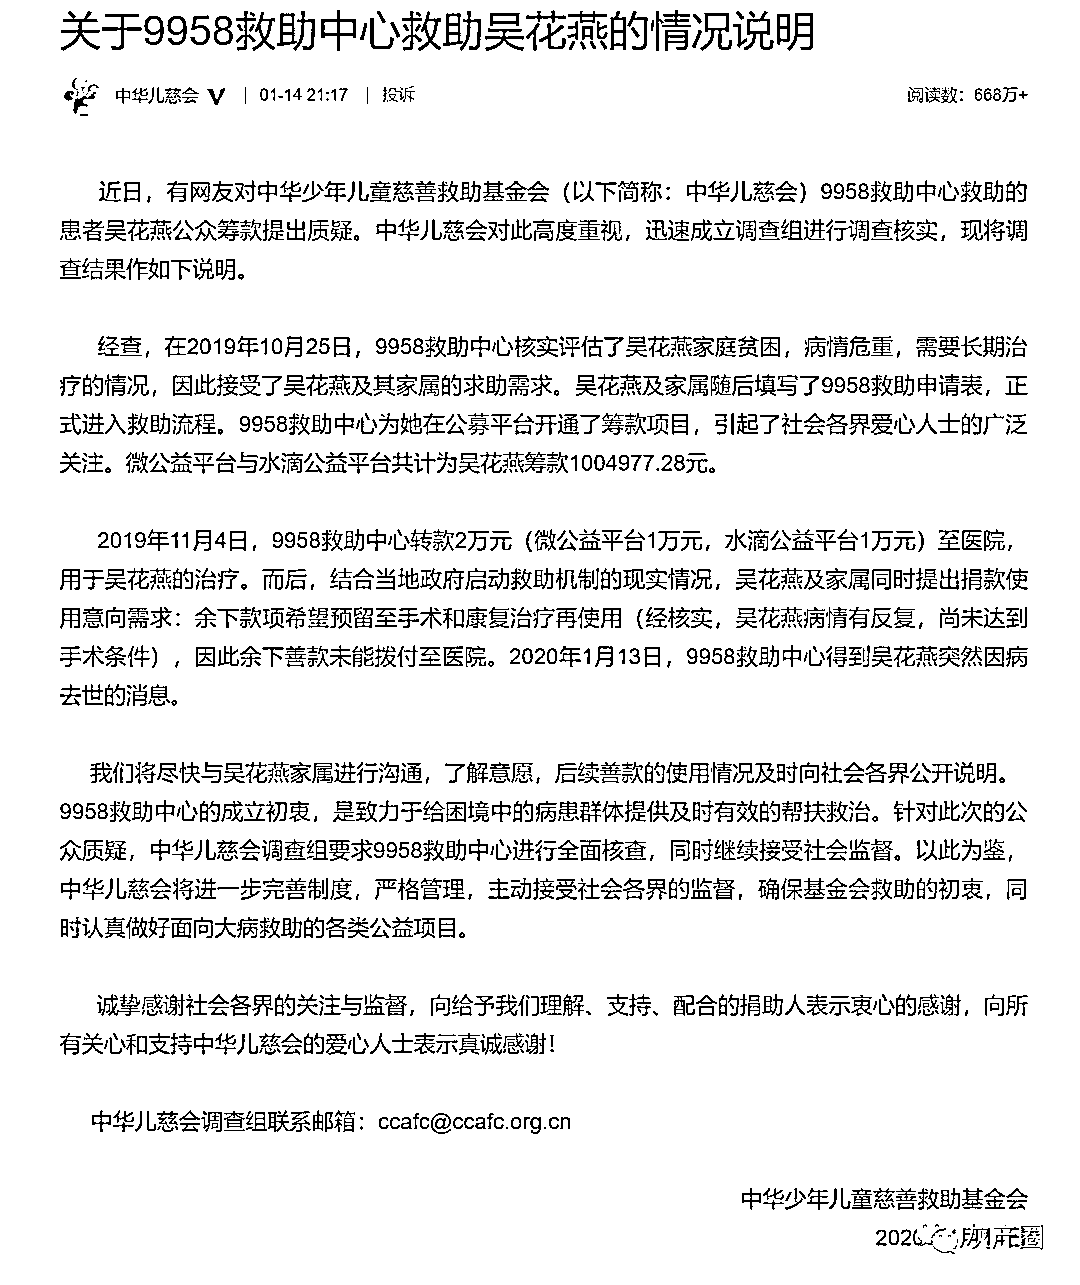 关于9958救助中心救助吴花燕的情况说明
中华儿慈会 V | 01-14 21:17 | 投诉 阅读数：668万+
近日，有网友对中华少年儿童慈善救助基金会（以下简称：中华儿慈会）9958救助中心救助的
患者吴花燕公众筹款提出质疑。中华儿慈会对此高度重视，迅速成立调查组进行调查核实，现将调
查结果作如下说明。
经查，在2019年10月25日，9958救助中心核实评估了吴花燕家庭贫困，病情危重，需要长期治
疗的情况，因此接受了吴花燕及其家属的求助需求。吴花燕及家属随后填写了9958救助申请表，正
式进入救助流程。9958救助中心为她在公募平台开通了筹款项目，引起了社会各界爱心人士的广泛
关注。微公益平台与水滴公益平台共计为吴花燕筹款1004977.28元。
2019年11月4日，9958救助中心转款2万元（微公益平台1万元，水滴公益平台1万元）至医院，
用于吴花燕的治疗。而后，结合当地政府启动救助机制的现实情况，吴花燕及家属同时提出捐款使
用意向需求：余下款项希望预留至手术和康复治疗再使用（经核实，吴花燕病情有反复，尚未达到
手术条件），因此余下善款未能拨付至医院。2020年1月13日，9958救助中心得到吴花燕突然因病
去世的消息。
我们将尽快与吴花燕家属进行沟通，了解意愿，后续善款的使用情况及时向社会各界公开说明。
9958救助中心的成立初衷，是致力于给困境中的病患群体提供及时有效的帮扶救治。针对此次的公
众质疑，中华儿慈会调查组要求9958救助中心进行全面核查，同时继续接受社会监督。以此为鉴，
中华儿慈会将进一步完善制度，严格管理，主动接受社会各界的监督，确保基金会救助的初衷，同
时认真做好面向大病救助的各类公益项目。
诚挚感谢社会各界的关注与监督，向给予我们理解、支持、配合的捐助人表示衷心的感谢，向所
有关心和支持中华儿慈会的爱心人士表示真诚感谢！
中华儿慈会调查组联系邮箱：ccafc@ccafc.org.cn
中华少年儿童慈善救助基金会
202